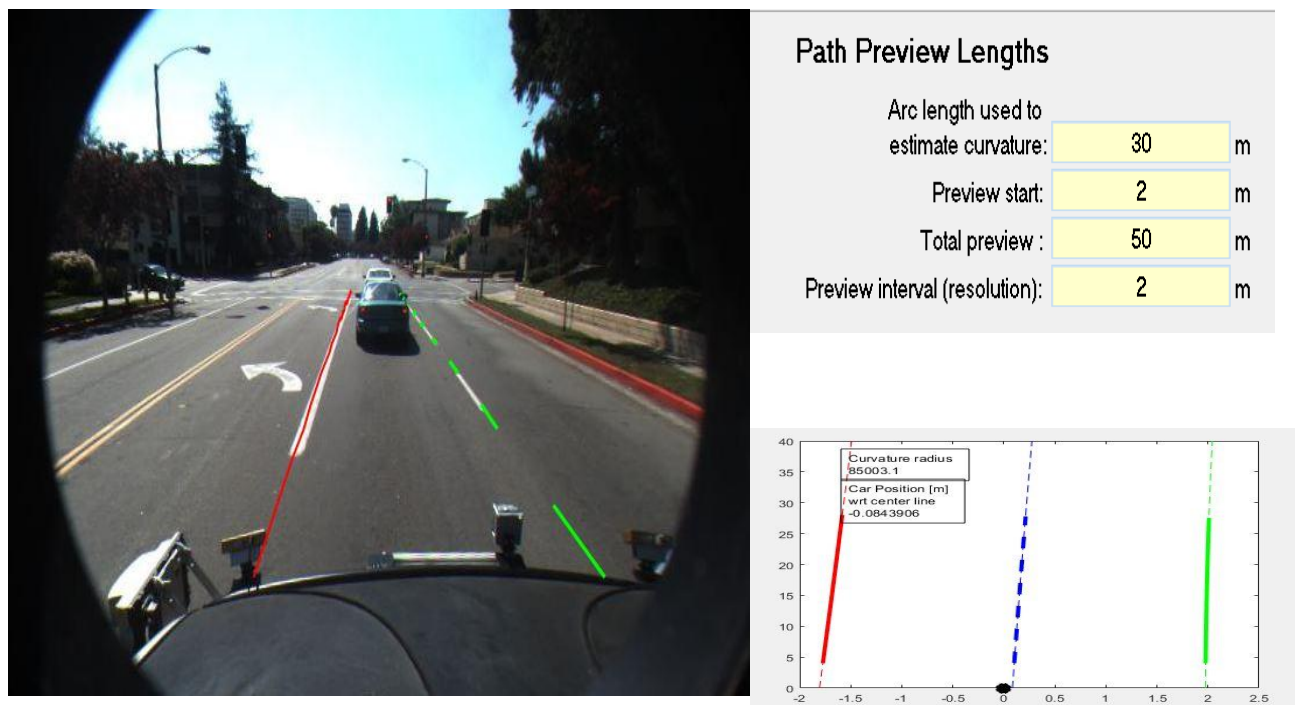 Path Preview Lengths
Arc length used to
estimate curvature: 30 m
Preview start: 2 m
Total preview : 50 m
Preview interval (resolution): 2 m
40
35
30
25
20
15
10
5
0
Curvature radius
85003.1
Car Position [m]
wrt center line
-0.0843906
-2 -1.5 -1 -0.5 0 0.5 1 1.5 2 2.5